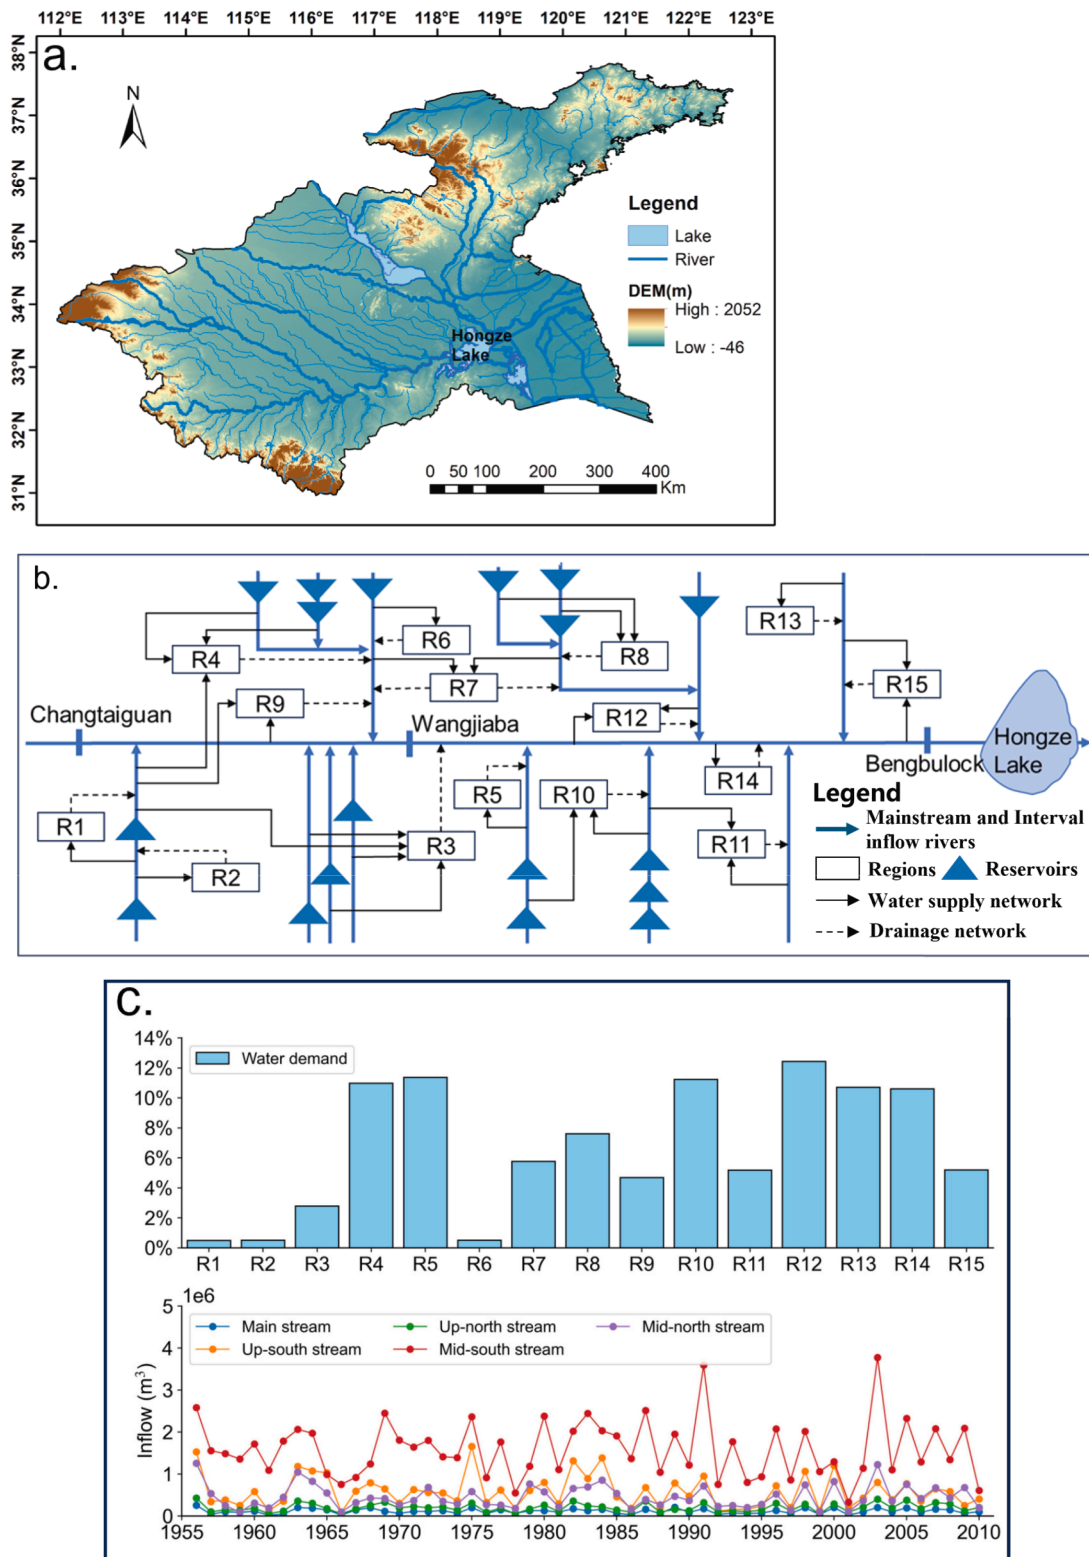 112°E 113°E 114°E 115°E 116°E 117°E 118°E 119°E 120°E 121°E 122°E 123°E
a.
38°N
37°N
36°N
35°N
34°N
33°N
32°N
31°N
N
Legend
Lake
River
DEM(m)
High : 2052
Low : -46
Hongze
Lake
0 50 100 200 300 400
Km
b.
R4
R6
R8
R13
R7
R15
R9
R12
Changtaiguan
Wangjiaba
Bengbulock
Hongze
Lake
R14
R1
R2
R3
R5
R10
R11
Legend
Mainstream and Interval
inflow rivers
Regions
Reservoirs
Water supply network
Drainage network
C.
14%
12%
10%
8%
6%
4%
2%
0%
Water demand
R1 R2 R3 R4 R5 R6 R7 R8 R9 R10 R11 R12 R13 R14 R15
1e6
5
4
3
2
1
0
Inflow (m³)
Main stream
Up-north stream
Mid-north stream
Up-south stream
Mid-south stream
1955 1960 1965 1970 1975 1980 1985 1990 1995 2000 2005 2010